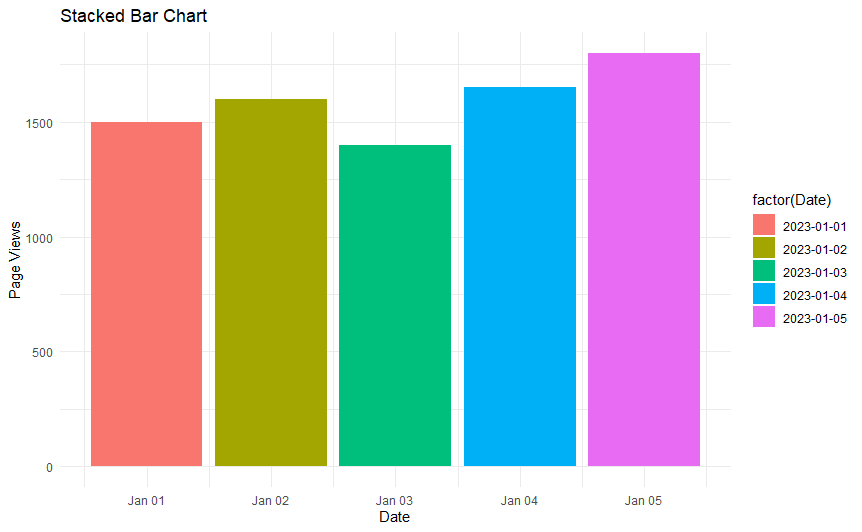 Stacked Bar Chart
Page Views
1500
1000
500
0
Jan 01 Jan 02 Jan 03 Jan 04 Jan 05
Date
factor(Date)
2023-01-01
2023-01-02
2023-01-03
2023-01-04
2023-01-05